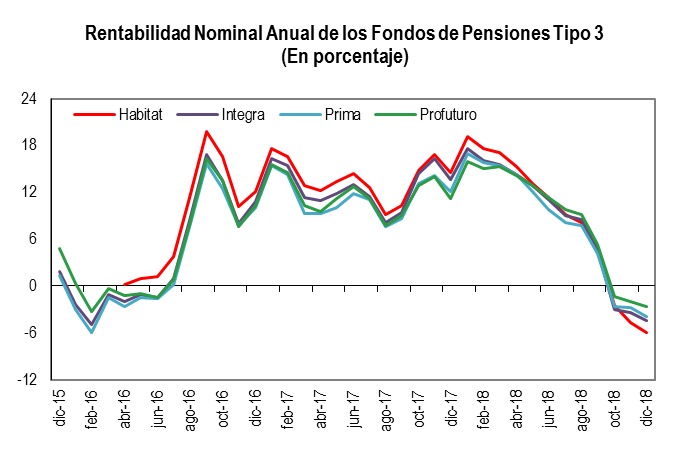 Rentabilidad Nominal Anual de los Fondos de Pensiones Tipo 3
(En porcentaje)
24
18
12
6
0
-6
-12
Habitat
Integra
Prima
Profuturo
dic-15
feb-16
abr-16
jun-16
ago-16
oct-16
dic-16
feb-17
abr-17
jun-17
ago-17
oct-17
dic-17
feb-18
abr-18
jun-18
ago-18
oct-18
dic-18